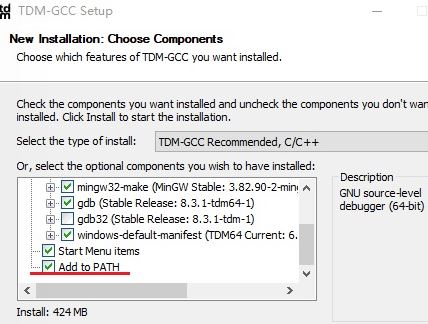 tdm
gcc
TDM-GCC Setup
New Installation: Choose Components
Choose which features of TDM-GCC you want installed.
Check the components you want installed and uncheck the components you don't wan
installed. Click Install to start the installation.
Select the type of install:
TDM-GCC Recommended, C/C++
Or, select the optional components you wish to have installed:
mingw32-make (MinGW Stable: 3.82.90-2-min
gdb (Stable Release: 8.3.1-tdm64-1)
gdb32 (Stable Release: 8.3.1-tdm-1)
windows-default-manifest (TDM64 Current: 6.
Start Menu items
Add to PATH
Description
GNU source-level
debugger (64-bit)
Install: 424 MB